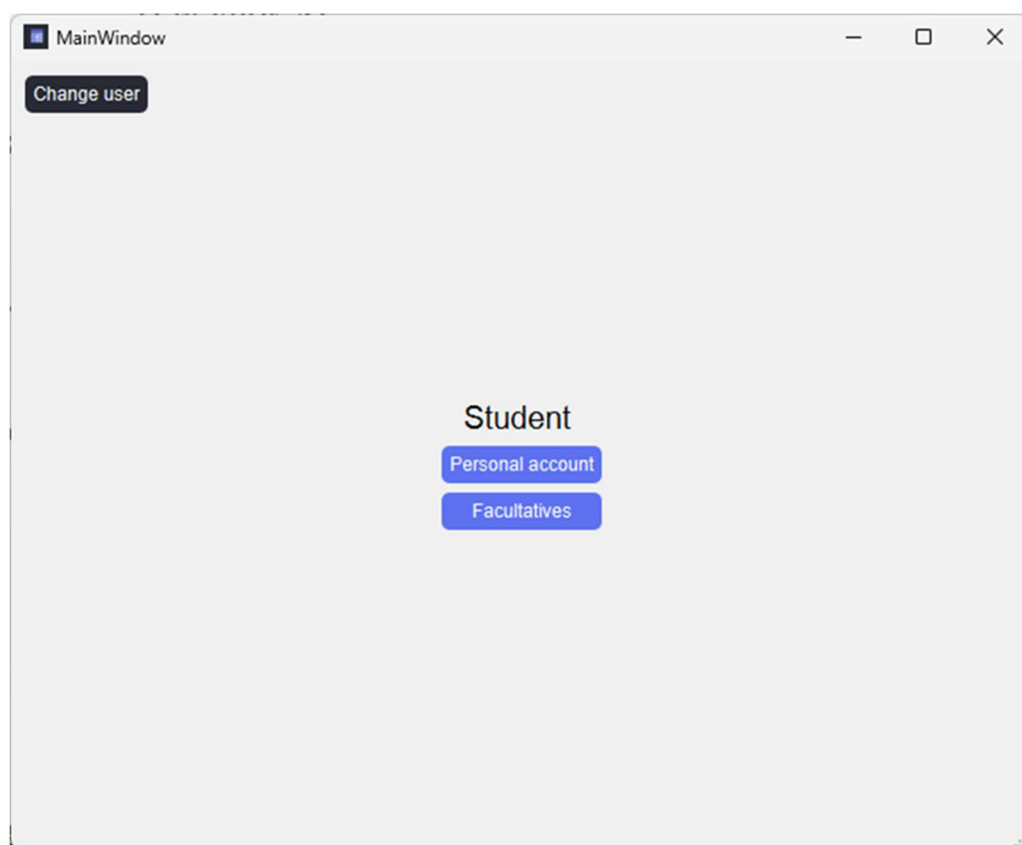 MainWindow
Change user
Student
Personal account
Facultatives